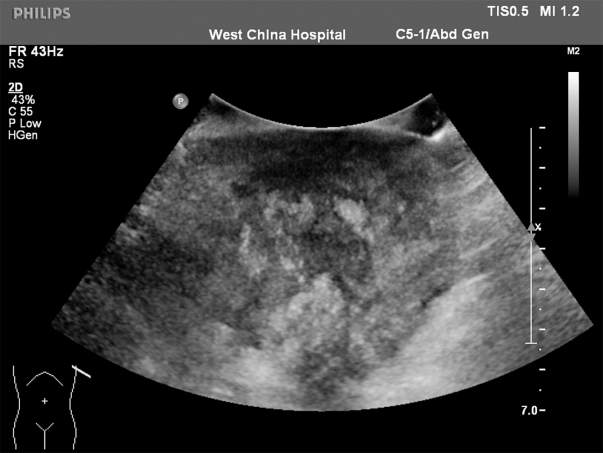 PHILIPS
TIS0.5 MI 1.2
West China Hospital
C5-1/Abd Gen
FR 43Hz
RS
M2
2D
43%
C 55
P Low
HGen
P
x
7.0